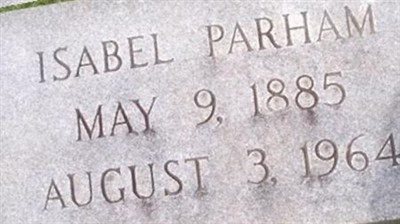 ISABEL PARHAM
MAY 9, 1885
AUGUST 3, 1964